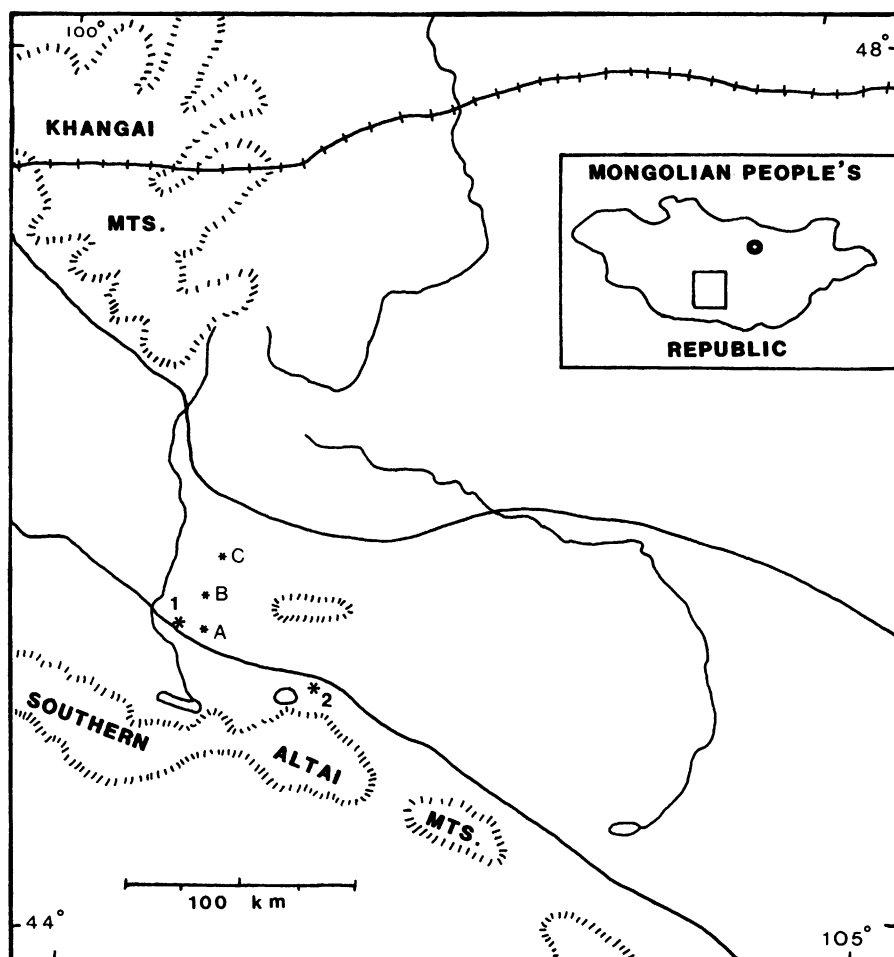 100°
48°
KHANGAI
MTS.
MONGOLIAN PEOPLE'S
REPUBLIC
C
B
1
A
2
SOUTHERN
ALTAI
MTS.
100 km
44°
105°